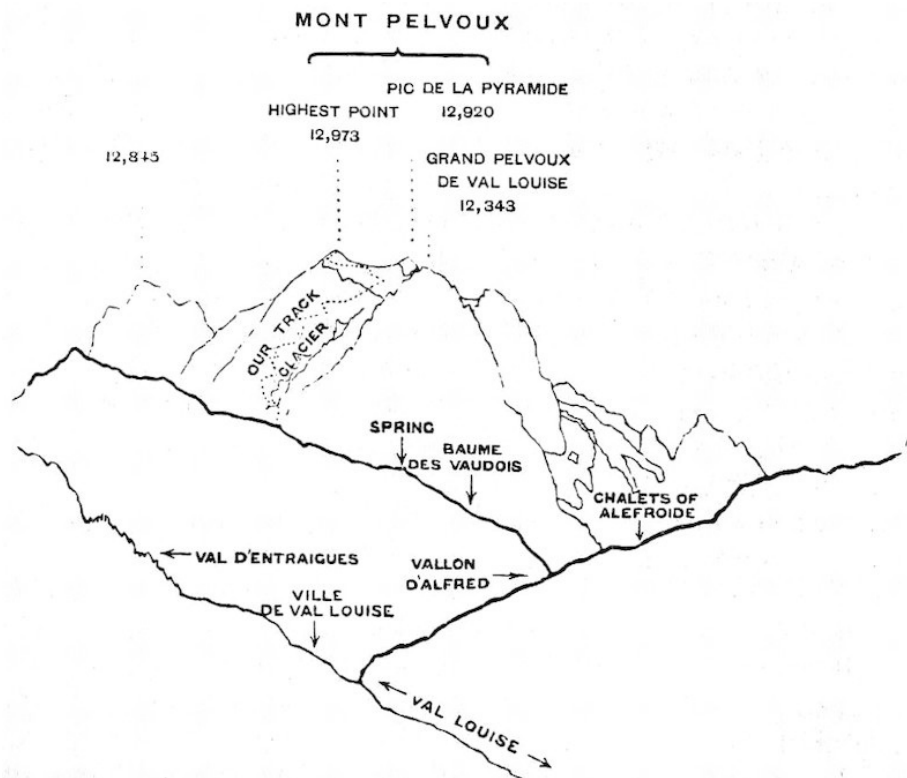 MONT PELVOUX
PIC DE LA PYRAMIDE
12,920
HIGHEST POINT
12,973
12,845
GRAND PELVOUX
DE VAL LOUISE
12,343
OUR TRACK
GLACIER
SPRING
BAUME
DES VAUDOIS
CHALETS OF
ALEFROIDE
VAL D'ENTRAIGUES
VALLON
D'ALFRED
VILLE
DE VAL LOUISE
VAL LOUISE